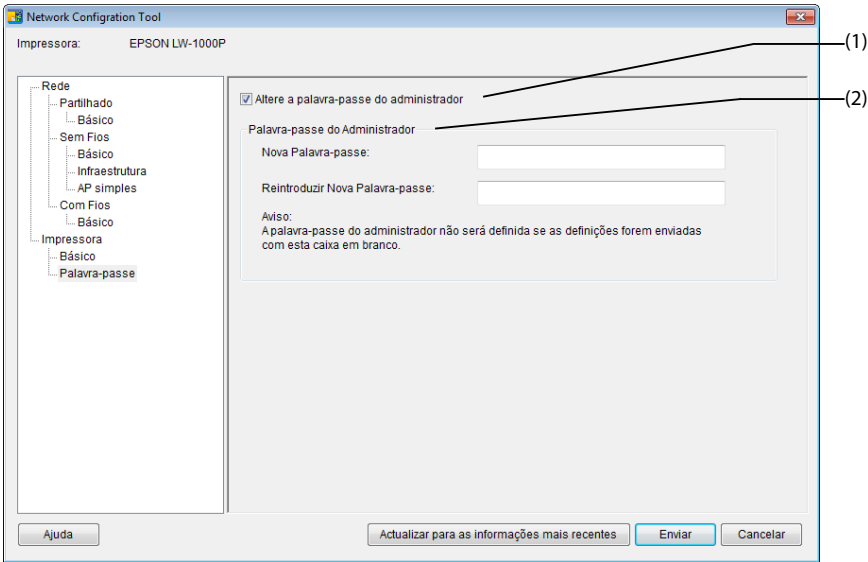 Network Configration Tool
Impressora: EPSON LW-1000P
(1)
(2)
Rede
Partilhado
Básico
Sem Fios
Básico
Infraestrutura
AP simples
Com Fios
Básico
Impressora
Básico
Palavra-passe
Altere a palavra-passe do administrador
Palavra-passe do Administrador
Nova Palavra-passe:
Reintroduzir Nova Palavra-passe:
Aviso:
A palavra-passe do administrador não será definida se as definições forem enviadas
com esta caixa em branco.
Ajuda
Actualizar para as informações mais recentes
Enviar
Cancelar